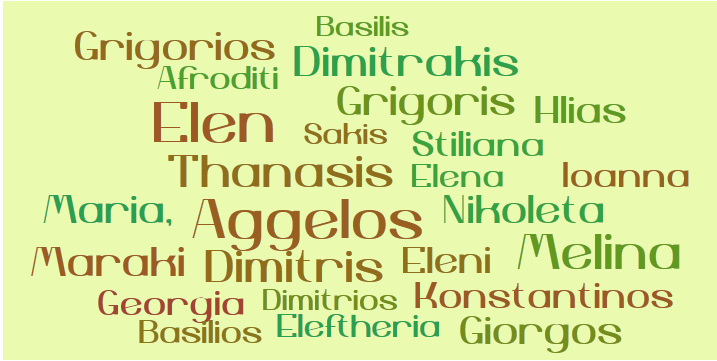 Basilis
Grigorios Dimitrakis
Afroditi
Grigoris Hlias
Elen Sakis Stiliana
Thanasis Elena Ioanna
Maria, Aggelos Nikoleta
Maraki Dimitris Eleni Melina
Georgia Dimitrios Konstantinos
Basilios Eleftheria Giorgos